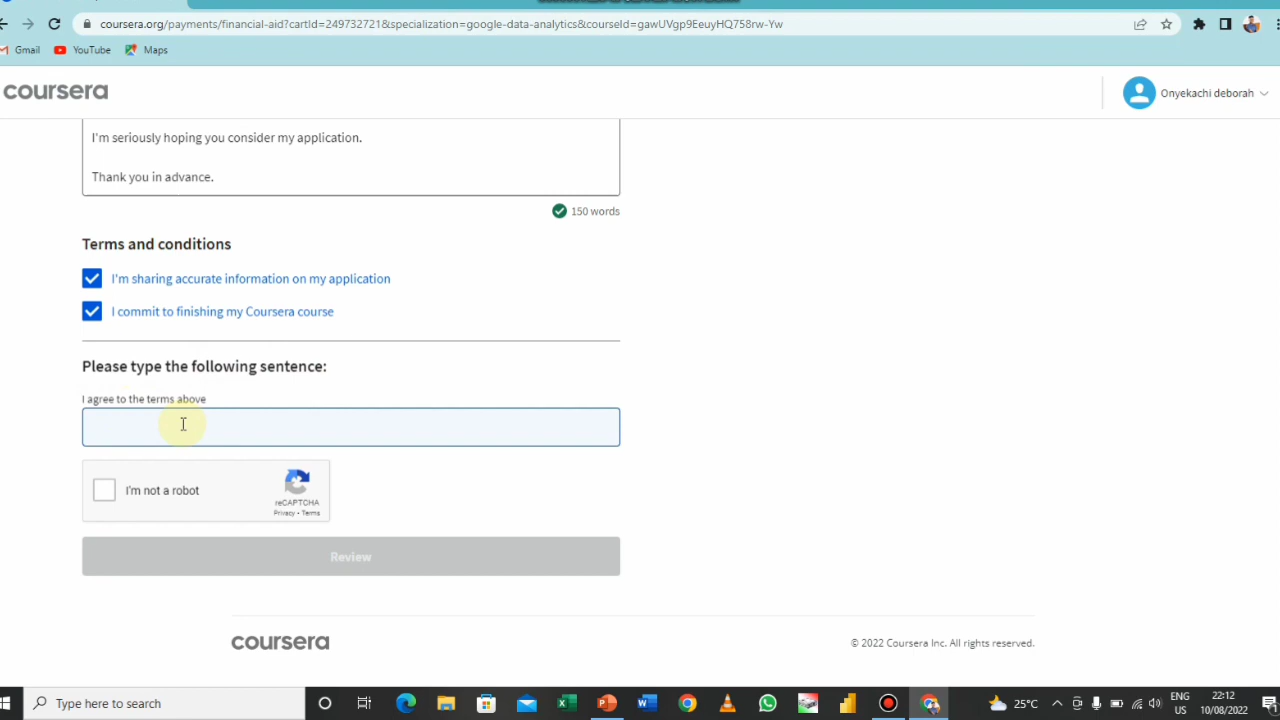 coursera.org/payments/financial-aid?cartId=249732721&specialization=google-data-analytics&courseId=gawUVgp9EeuyHQ758rw-Yw
Gmail YouTube Maps
coursera
Onyekachi deborah
I'm seriously hoping you consider my application.
Thank you in advance.
150 words
Terms and conditions
I'm sharing accurate information on my application
I commit to finishing my Coursera course
Please type the following sentence:
I agree to the terms above
I'm not a robot
reCAPTCHA
Privacy - Terms
Review
coursera
© 2022 Coursera Inc. All rights reserved.
Type here to search
25°C
ENG
US
22:12
10/08/2022